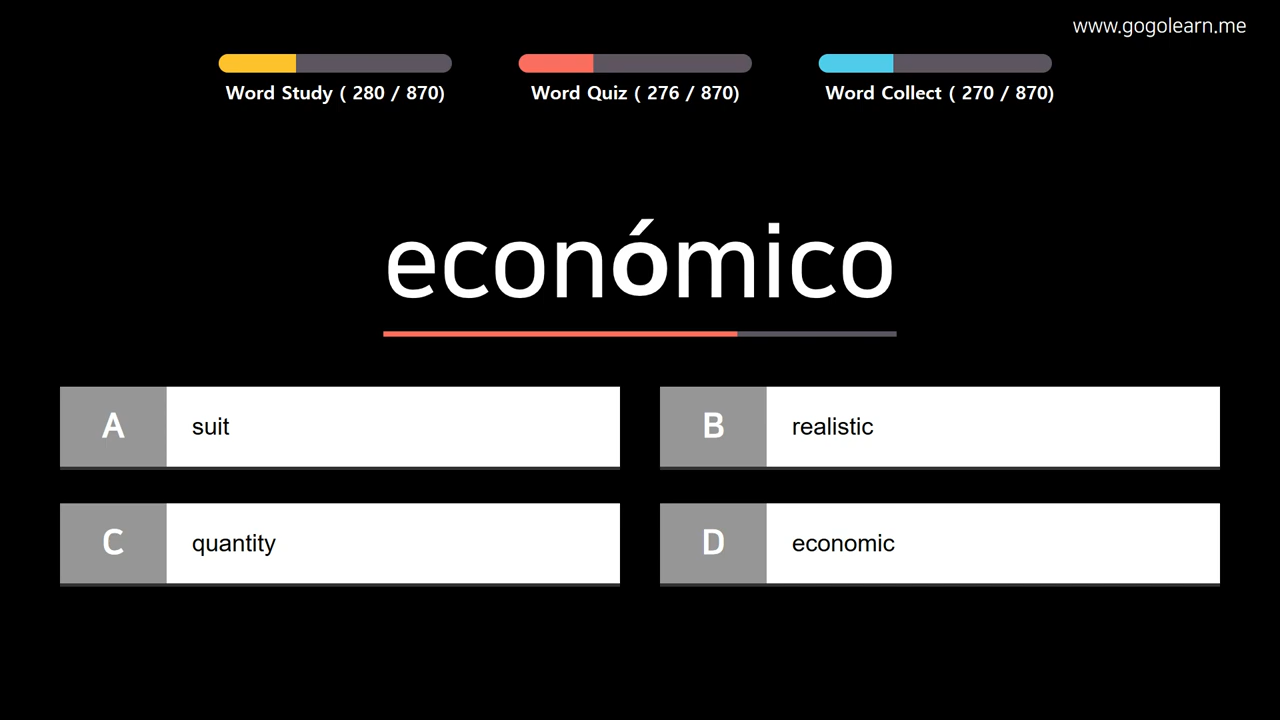 www.gogolearn.me
Word Study ( 280 / 870)
Word Quiz ( 276 / 870)
Word Collect ( 270 / 870)
económico
A suit
B realistic
C quantity
D economic